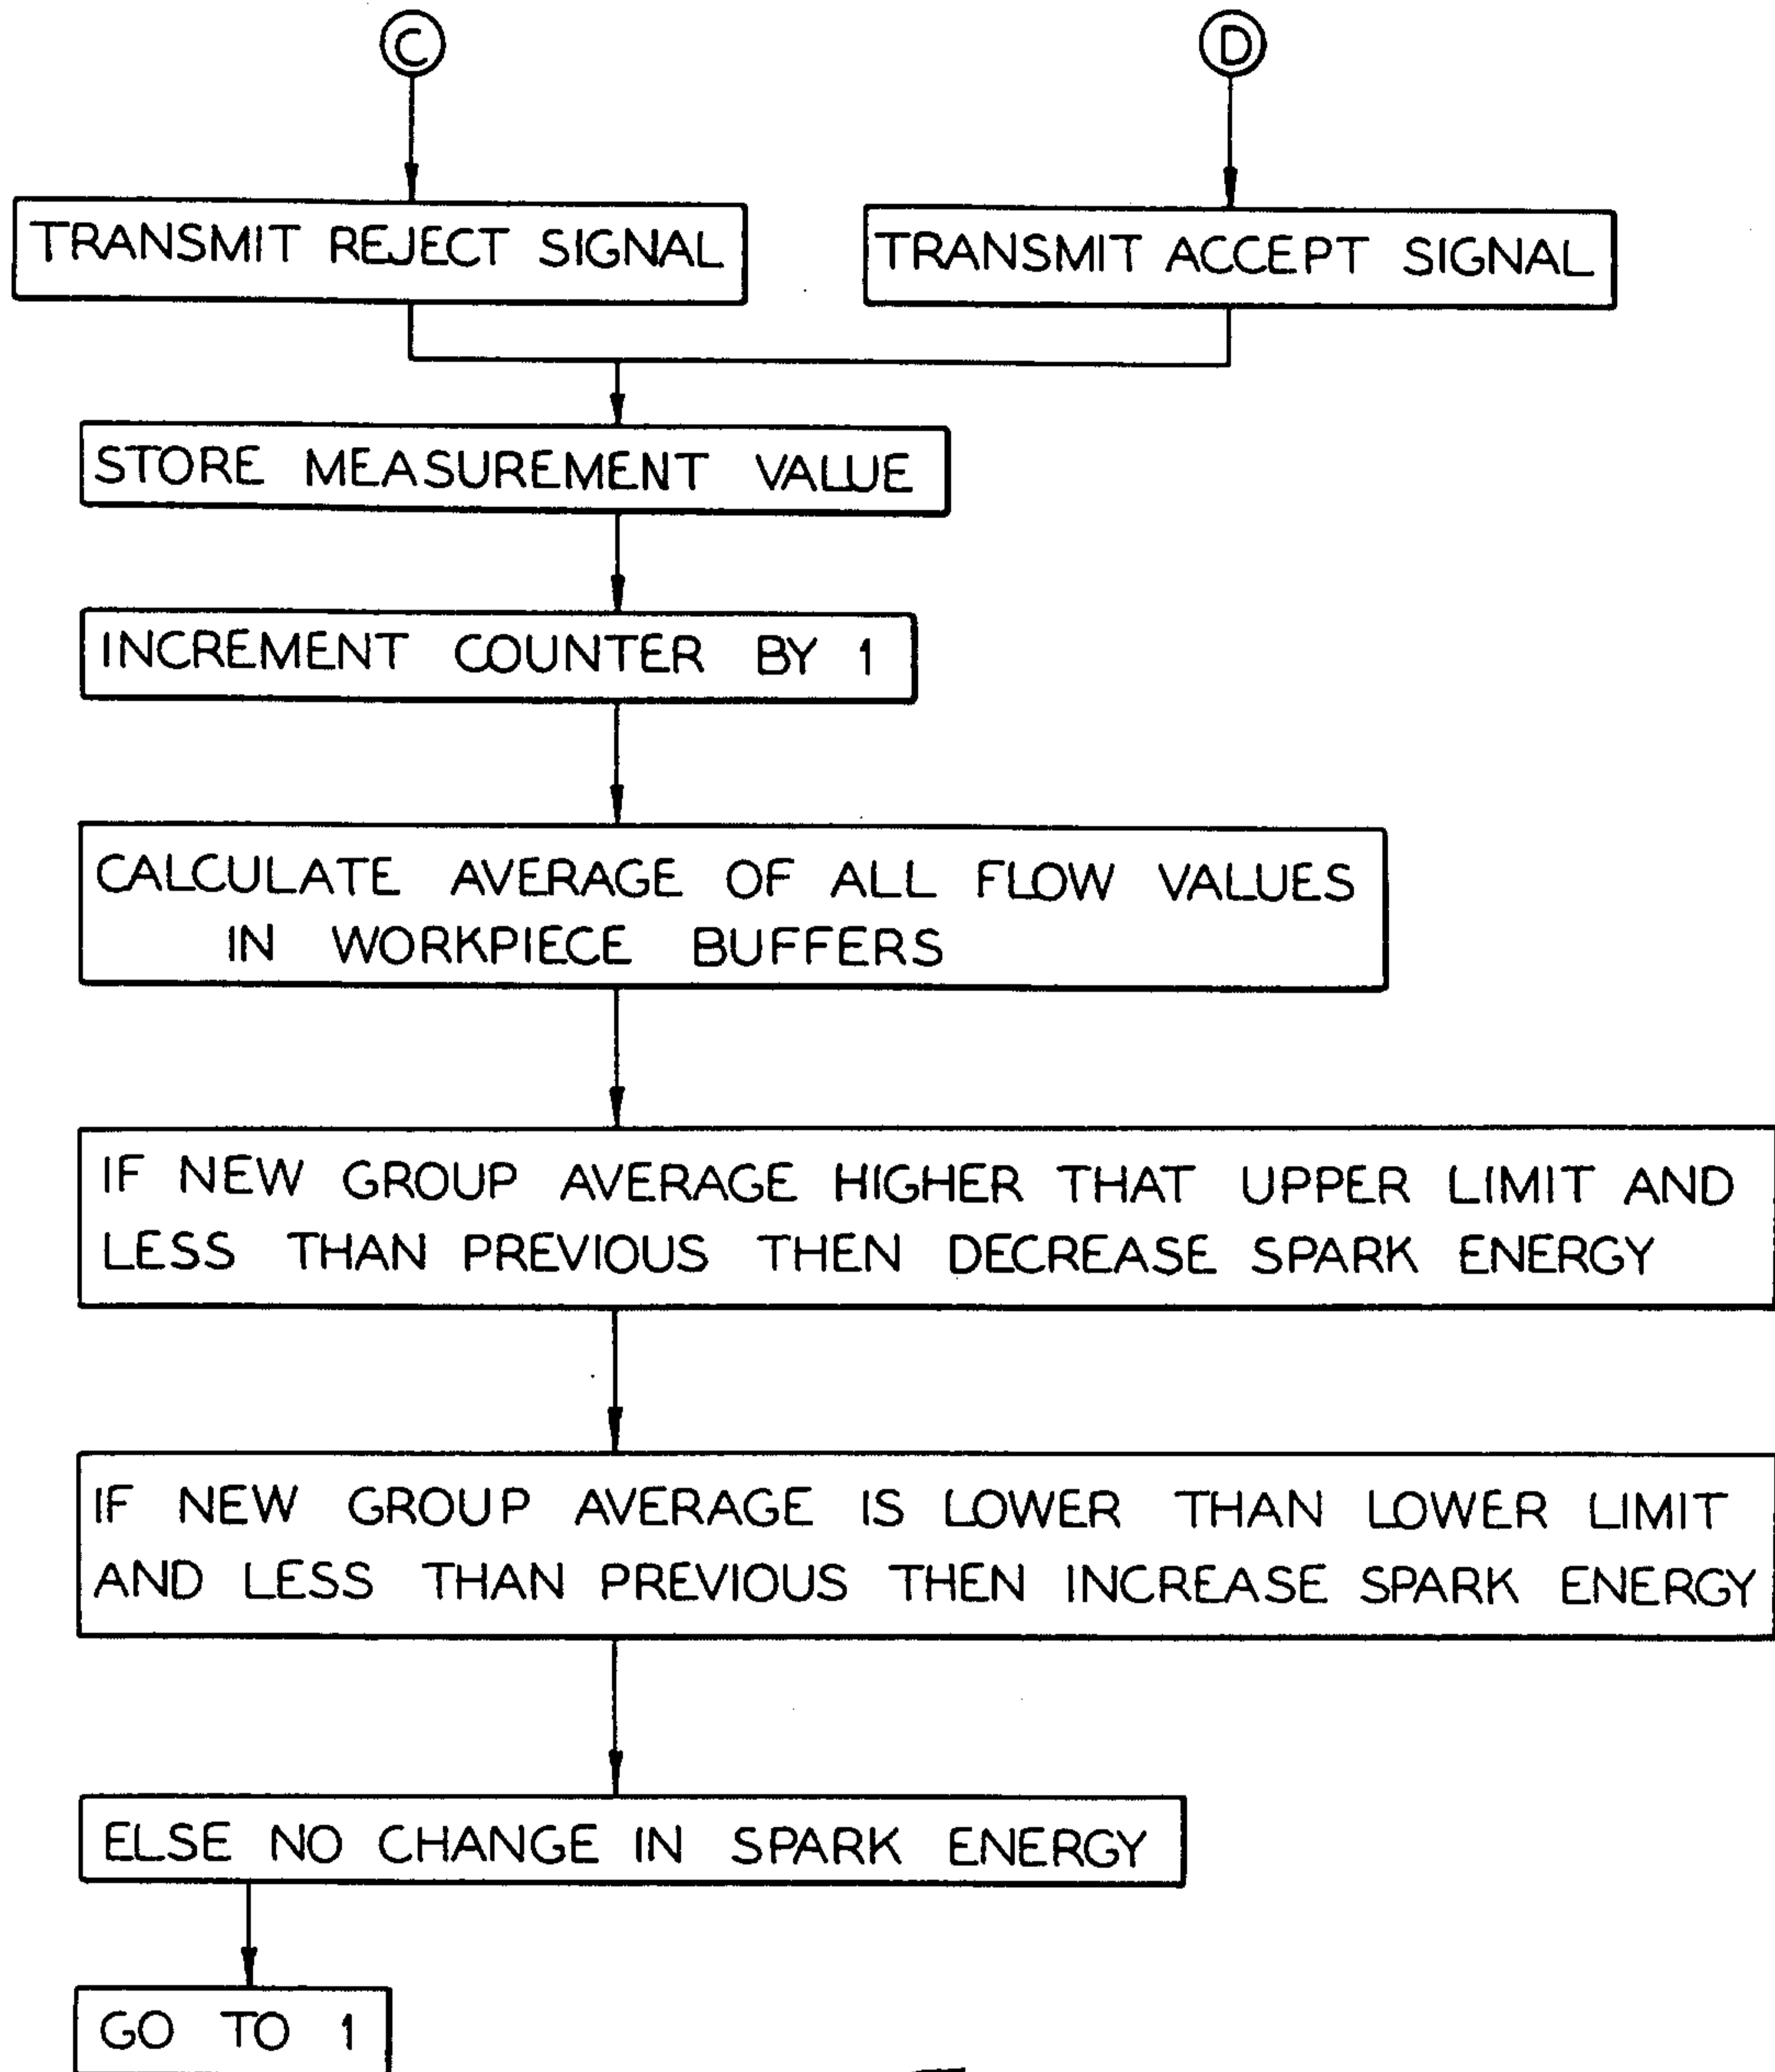 C
D
TRANSMIT REJECT SIGNAL
TRANSMIT ACCEPT SIGNAL
STORE MEASUREMENT VALUE
INCREMENT COUNTER BY 1
CALCULATE AVERAGE OF ALL FLOW VALUES
IN WORKPIECE BUFFERS
IF NEW GROUP AVERAGE HIGHER THAT UPPER LIMIT AND
LESS THAN PREVIOUS THEN DECREASE SPARK ENERGY
IF NEW GROUP AVERAGE IS LOWER THAN LOWER LIMIT
AND LESS THAN PREVIOUS THEN INCREASE SPARK ENERGY
ELSE NO CHANGE IN SPARK ENERGY
GO TO 1